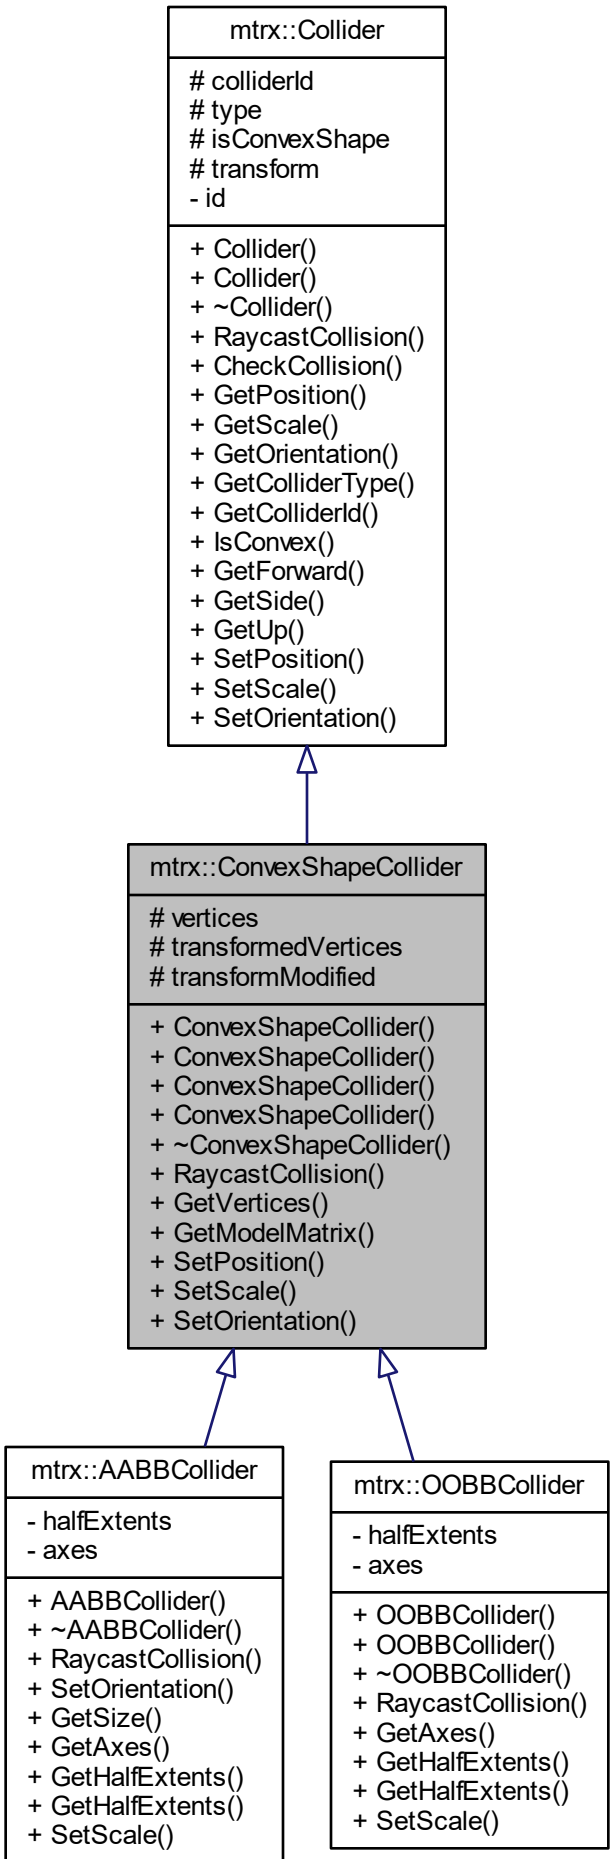 mtrx::Collider
# colliderId
# type
# isConvexShape
# transform
- id
+ Collider()
+ Collider()
+ ~Collider()
+ RaycastCollision()
+ CheckCollision()
+ GetPosition()
+ GetScale()
+ GetOrientation()
+ GetColliderType()
+ GetColliderId()
+ IsConvex()
+ GetForward()
+ GetSide()
+ GetUp()
+ SetPosition()
+ SetScale()
+ SetOrientation()
mtrx::ConvexShapeCollider
# vertices
# transformedVertices
# transformModified
+ ConvexShapeCollider()
+ ConvexShapeCollider()
+ ConvexShapeCollider()
+ ConvexShapeCollider()
+ ~ConvexShapeCollider()
+ RaycastCollision()
+ GetVertices()
+ GetModelMatrix()
+ SetPosition()
+ SetScale()
+ SetOrientation()
mtrx::AABBCollider
- halfExtents
- axes
+ AABBCollider()
+ ~AABBCollider()
+ RaycastCollision()
+ SetOrientation()
+ GetSize()
+ GetAxes()
+ GetHalfExtents()
+ GetHalfExtents()
+ SetScale()
mtrx::OOBBCollider
- halfExtents
- axes
+ OOBBCollider()
+ OOBBCollider()
+ ~OOBBCollider()
+ RaycastCollision()
+ GetAxes()
+ GetHalfExtents()
+ GetHalfExtents()
+ SetScale()